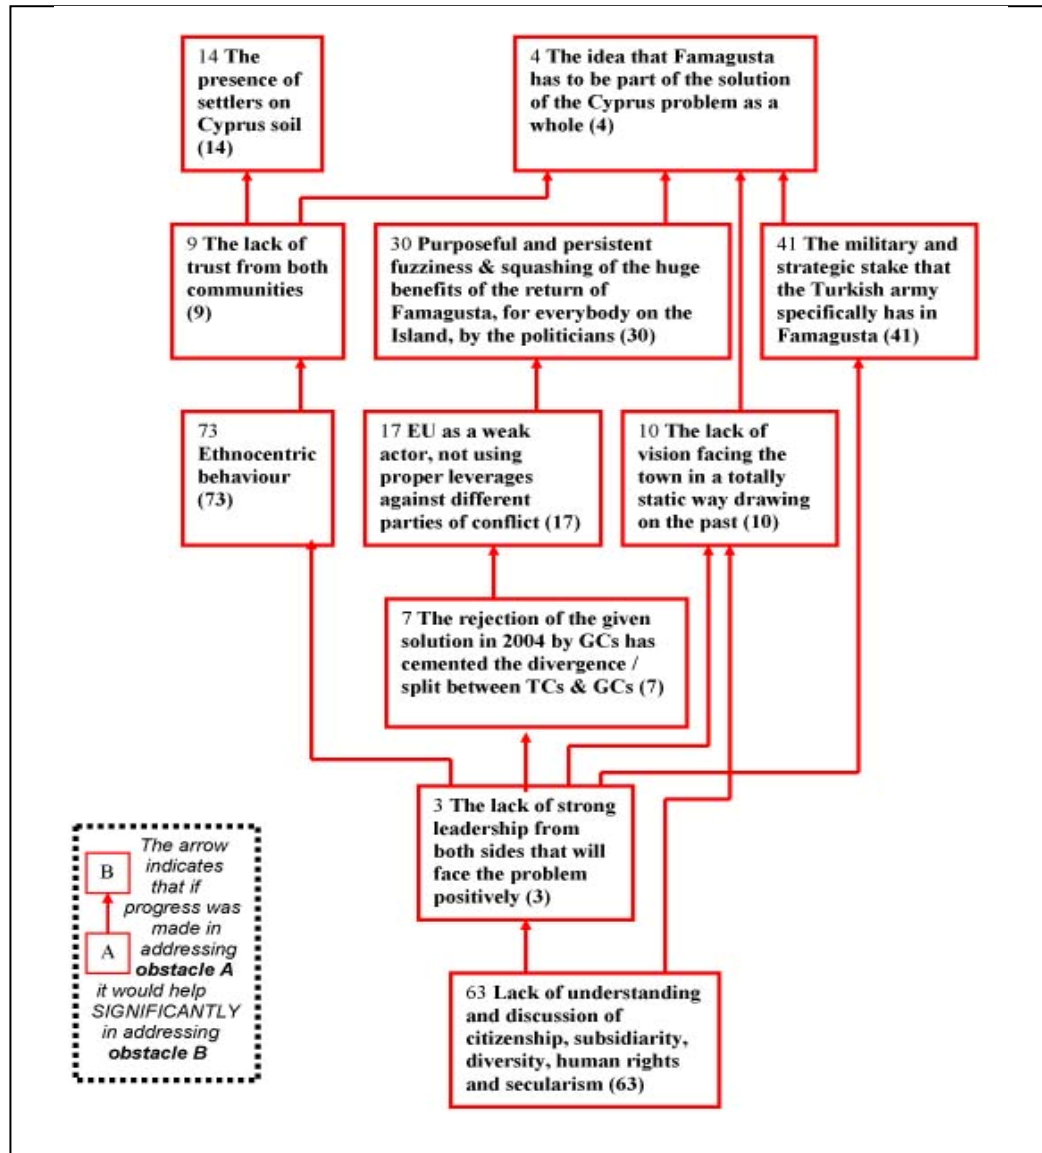 14 The
presence of
settlers on
Cyprus soil
(14)
4 The idea that Famagusta
has to be part of the solution
of the Cyprus problem as a
whole (4)
9 The lack of
trust from both
communities
(9)
30 Purposeful and persistent
fuzziness & squashing of the huge
benefits of the return of
Famagusta, for everybody on the
Island, by the politicians (30)
41 The military and
strategic stake that
the Turkish army
specifically has in
Famagusta (41)
73
Ethnocentric
behaviour
(73)
17 EU as a weak
actor, not using
proper leverages
against different
parties of conflict (17)
10 The lack of
vision facing the
town in a totally
static way drawing
on the past (10)
7 The rejection of the given
solution in 2004 by GCs has
cemented the divergence /
split between TCs & GCs (7)
3 The lack of strong
leadership from
both sides that will
face the problem
positively (3)
63 Lack of understanding
and discussion of
citizenship, subsidiarity,
diversity, human rights
and secularism (63)
B
A
The arrow
indicates
that if
progress was
made in
addressing
obstacle A
it would help
SIGNIFICANTLY
in addressing
obstacle B